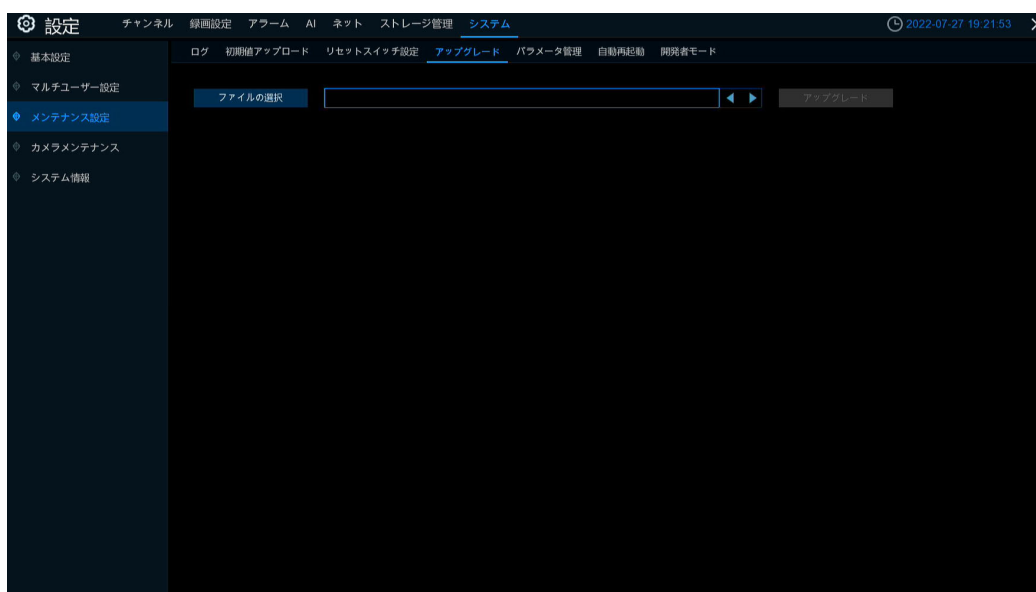 設定 チャンネル 録画設定 アラーム AI ネット ストレージ管理 システム 2022-07-27 19:21:53
ログ 初期値アップロード リセットスイッチ設定 アップグレード パラメータ管理 自動再起動 開発者モード
基本設定
マルチユーザー設定
メンテナンス設定
カメラメンテナンス
システム情報
ファイルの選択 アップグレード